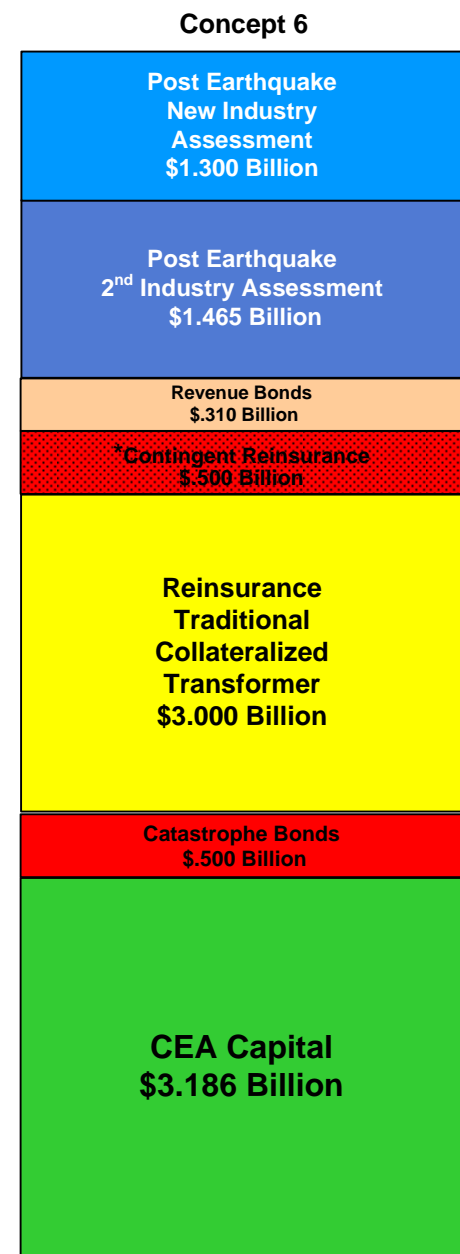 Concept 6
Post Earthquake
New Industry
Assessment
$1.300 Billion
Post Earthquake
2nd Industry Assessment
$1.465 Billion
Revenue Bonds
$.310 Billion
*Contingent Reinsurance
$.500 Billion
Reinsurance
Traditional
Collateralized
Transformer
$3.000 Billion
Catastrophe Bonds
$.500 Billion
CEA Capital
$3.186 Billion